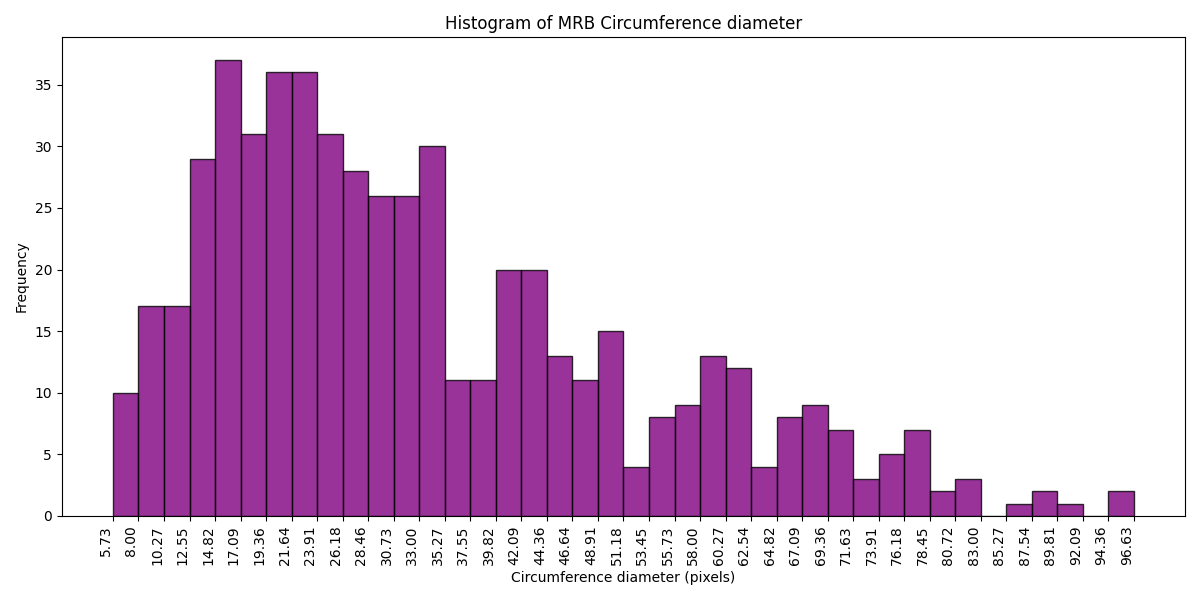 Histogram of MRB Circumference diameter
Frequency
35
30
25
20
15
10
5
0
5.73 8.00 10.27 12.55 14.82 17.09 19.36 21.64 23.91 26.18 28.46 30.73 33.00 35.27 37.55 39.82 42.09 44.36 46.64 48.91 51.18 53.45 55.73 58.00 60.27 62.54 64.82 67.09 69.36 71.63 73.91 76.18 78.45 80.72 83.00 85.27 87.54 89.81 92.09 94.36 96.63
Circumference diameter (pixels)